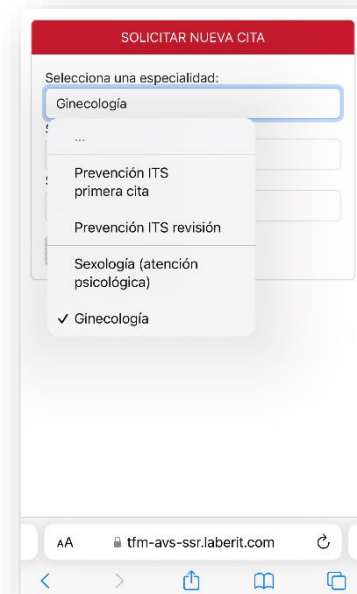 SOLICITAR NUEVA CITA
Selecciona una especialidad:
Ginecología
...
Prevención ITS
primera cita
Prevención ITS revisión
Sexología (atención
psicológica)
✓ Ginecología
AA tfm-avs-ssr.laberit.com